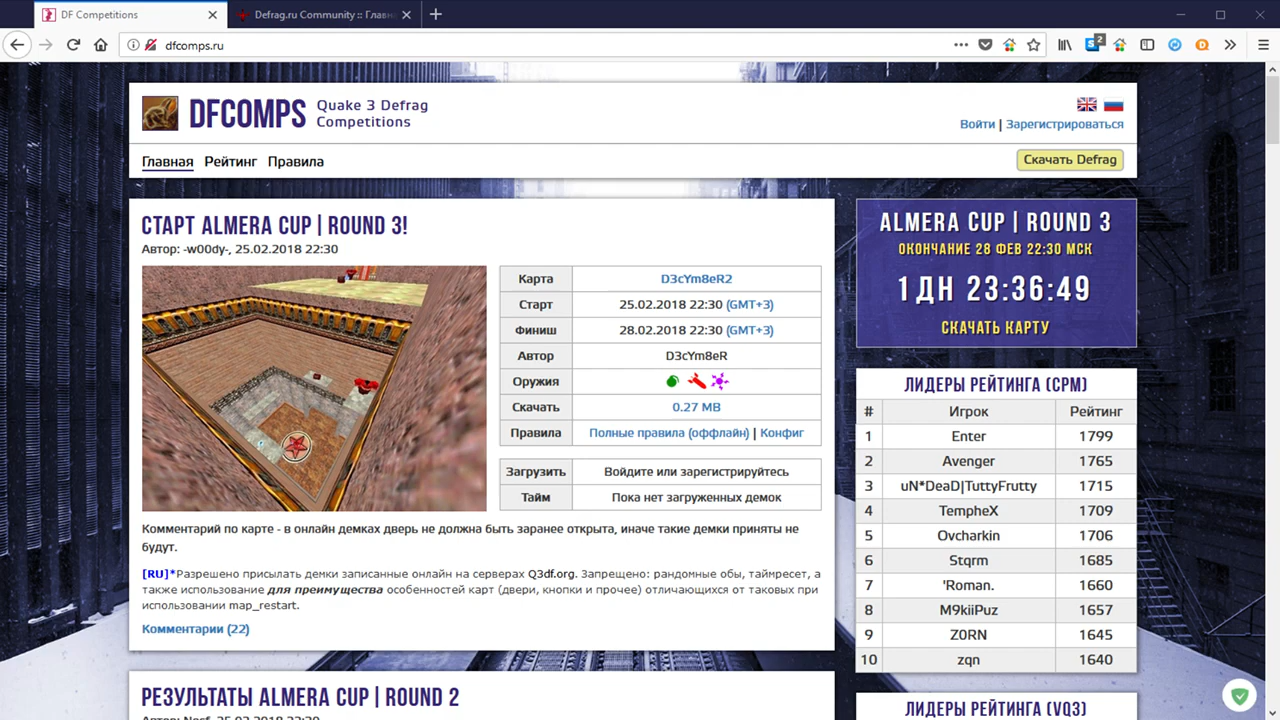 DF Competitions
Defrag.ru Community :: Главн
dfcomps.ru
2
DFCOMPS
Quake 3 Defrag
Competitions
Войти | Зарегистрироваться
Главная Рейтинг Правила
Скачать Defrag
СТАРТ ALMERA CUP | ROUND 3!
Автор: -w00dy-, 25.02.2018 22:30
Карта D3cYm8eR2
Старт 25.02.2018 22:30 (GMT+3)
Финиш 28.02.2018 22:30 (GMT+3)
Автор D3cYm8eR
Оружия
Скачать 0.27 MB
Правила Полные правила (оффлайн) | Конфиг
Загрузить Войдите или зарегистрируйтесь
Тайм Пока нет загруженных демок
Комментарий по карте - в онлайн демках дверь не должна быть заранее открыта, иначе такие демки приняты не
будут.
[RU]*Разрешено присылать демки записанные онлайн на серверах Q3df.org. Запрещено: рандомные обы, таймресет, а
также использование для преимущества особенностей карт (двери, кнопки и прочее) отличающихся от таковых при
использовании map_restart.
Комментарии (22)
РЕЗУЛЬТАТЫ ALMERA CUP | ROUND 2
ALMERA CUP | ROUND 3
ОКОНЧАНИЕ 28 ФЕВ 22:30 МСК
1 ДН 23:36:49
СКАЧАТЬ КАРТУ
ЛИДЕРЫ РЕЙТИНГА (CPM)
# Игрок Рейтинг
1 Enter 1799
2 Avenger 1765
3 uN*DeaD|TuttyFrutty 1715
4 TempheX 1709
5 Ovcharkin 1706
6 Stqrm 1685
7 'Roman. 1660
8 M9kiiPuz 1657
9 Z0RN 1645
10 zqn 1640
ЛИДЕРЫ РЕЙТИНГА (VQ3)